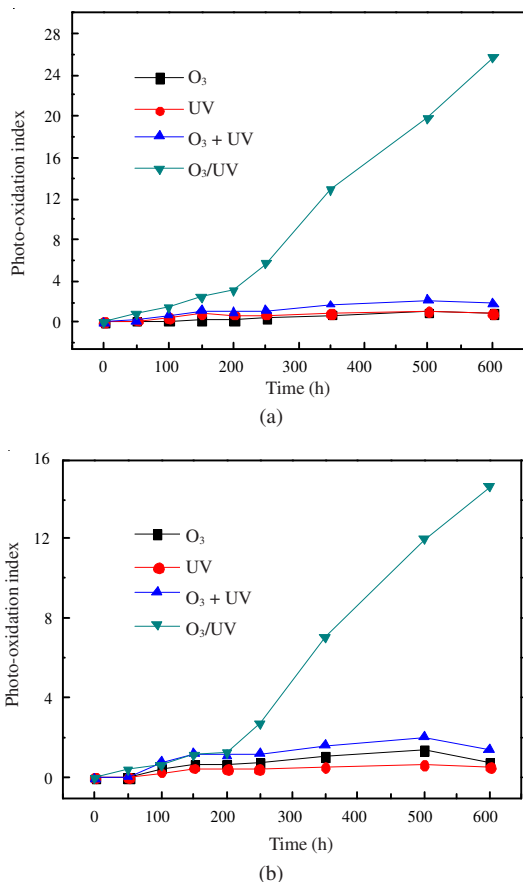 28
24
20
16
12
8
4
0
Photo-oxidation index
O₃
UV
O₃ + UV
O₃/UV
0 100 200 300 400 500 600
Time (h)
(a)
16
12
8
4
0
Photo-oxidation index
O₃
UV
O₃ + UV
O₃/UV
0 100 200 300 400 500 600
Time (h)
(b)